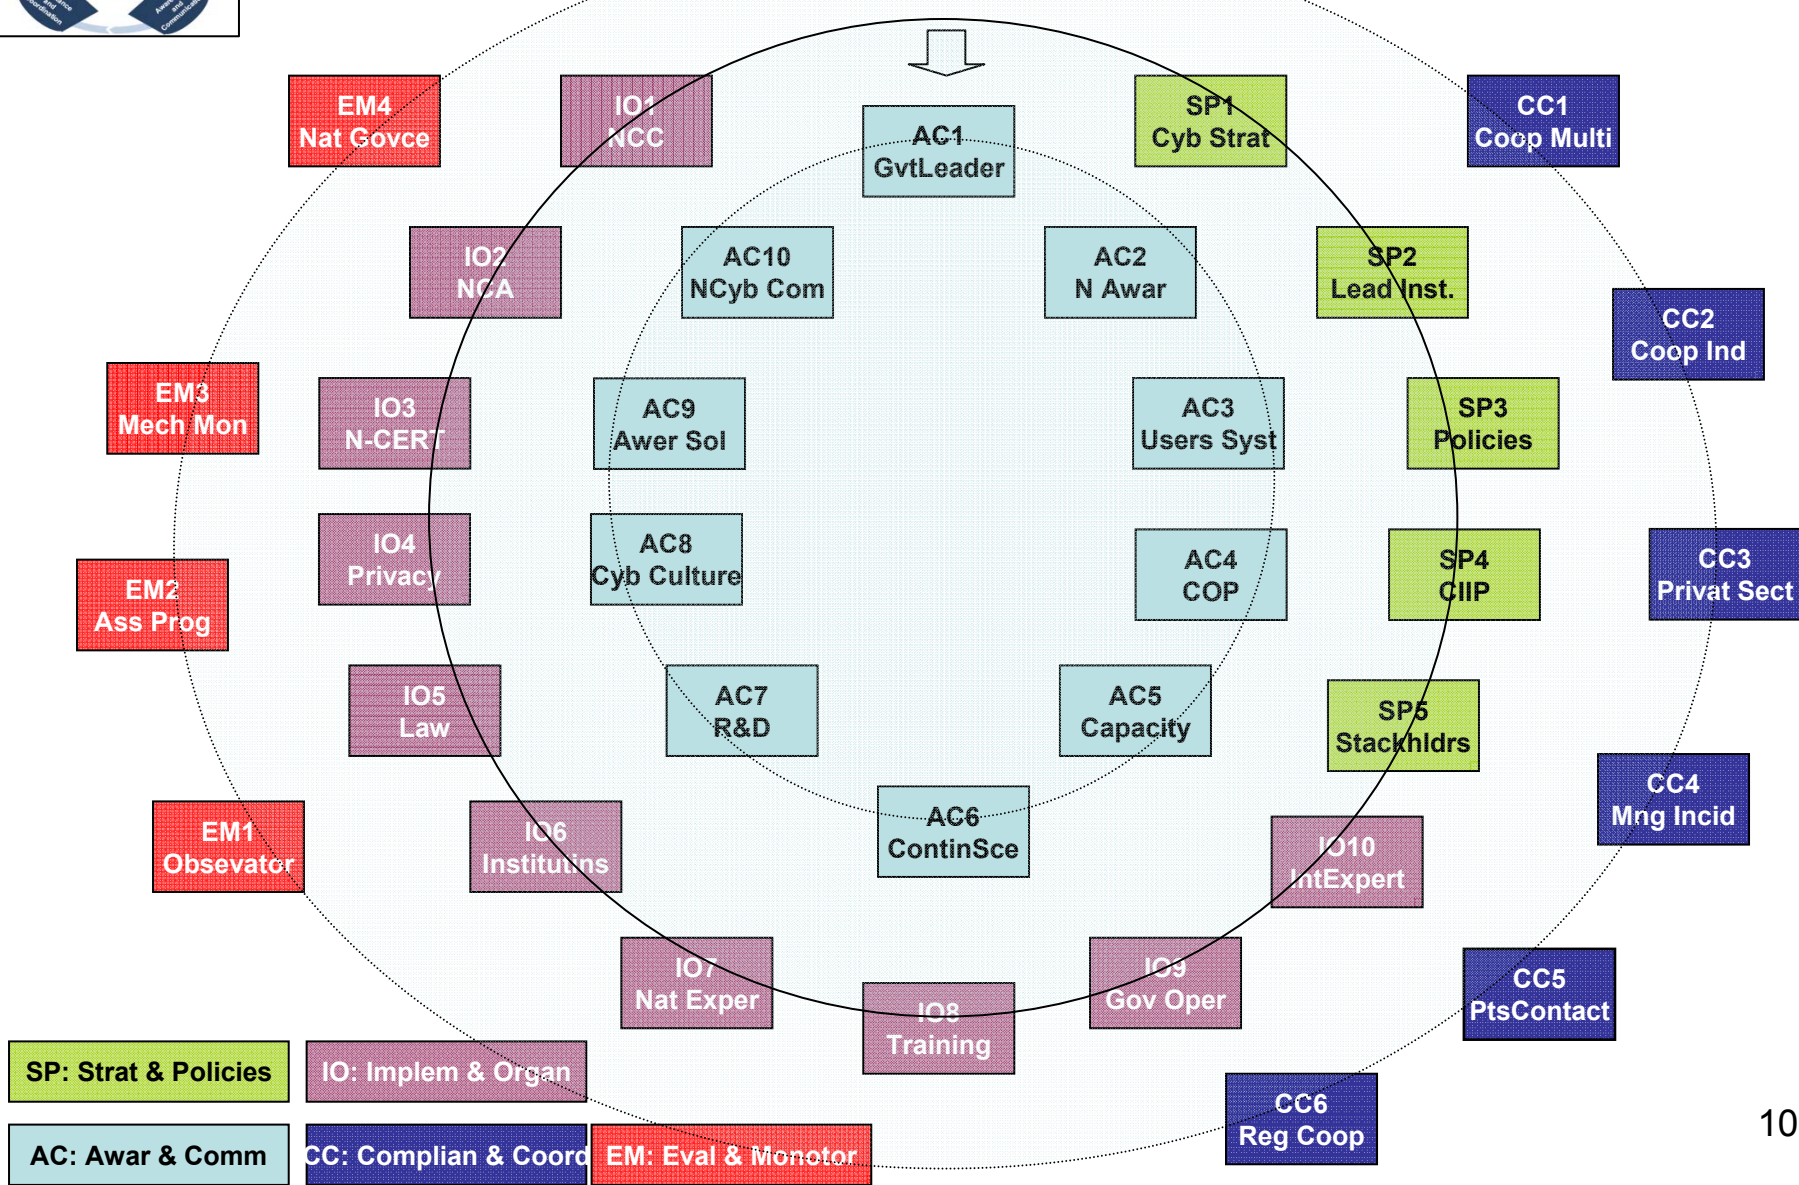 and
Coordination
and
Communication
EM4
Nat Govce
IO1
NCC
AC1
GvtLeader
SP1
Cyb Strat
CC1
Coop Multi
IO2
NCA
AC10
NCyb Com
AC2
N Awar
SP2
Lead Inst.
CC2
Coop Ind
EM3
Mech Mon
IO3
N-CERT
AC9
Awer Sol
AC3
Users Syst
SP3
Policies
EM2
Ass Prog
IO4
Privacy
AC8
Cyb Culture
AC4
COP
SP4
CIIP
CC3
Privat Sect
IO5
Law
AC7
R&D
AC5
Capacity
SP5
Stackhldrs
CC4
Mng Incid
EM1
Obsevator
IO6
Institutins
AC6
ContinSce
IO10
IntExpert
IO7
Nat Exper
IO8
Training
IO9
Gov Oper
CC5
PtsContact
CC6
Reg Coop
SP: Strat & Policies
IO: Implem & Organ
AC: Awar & Comm
CC: Complian & Coord
EM: Eval & Monotor
10